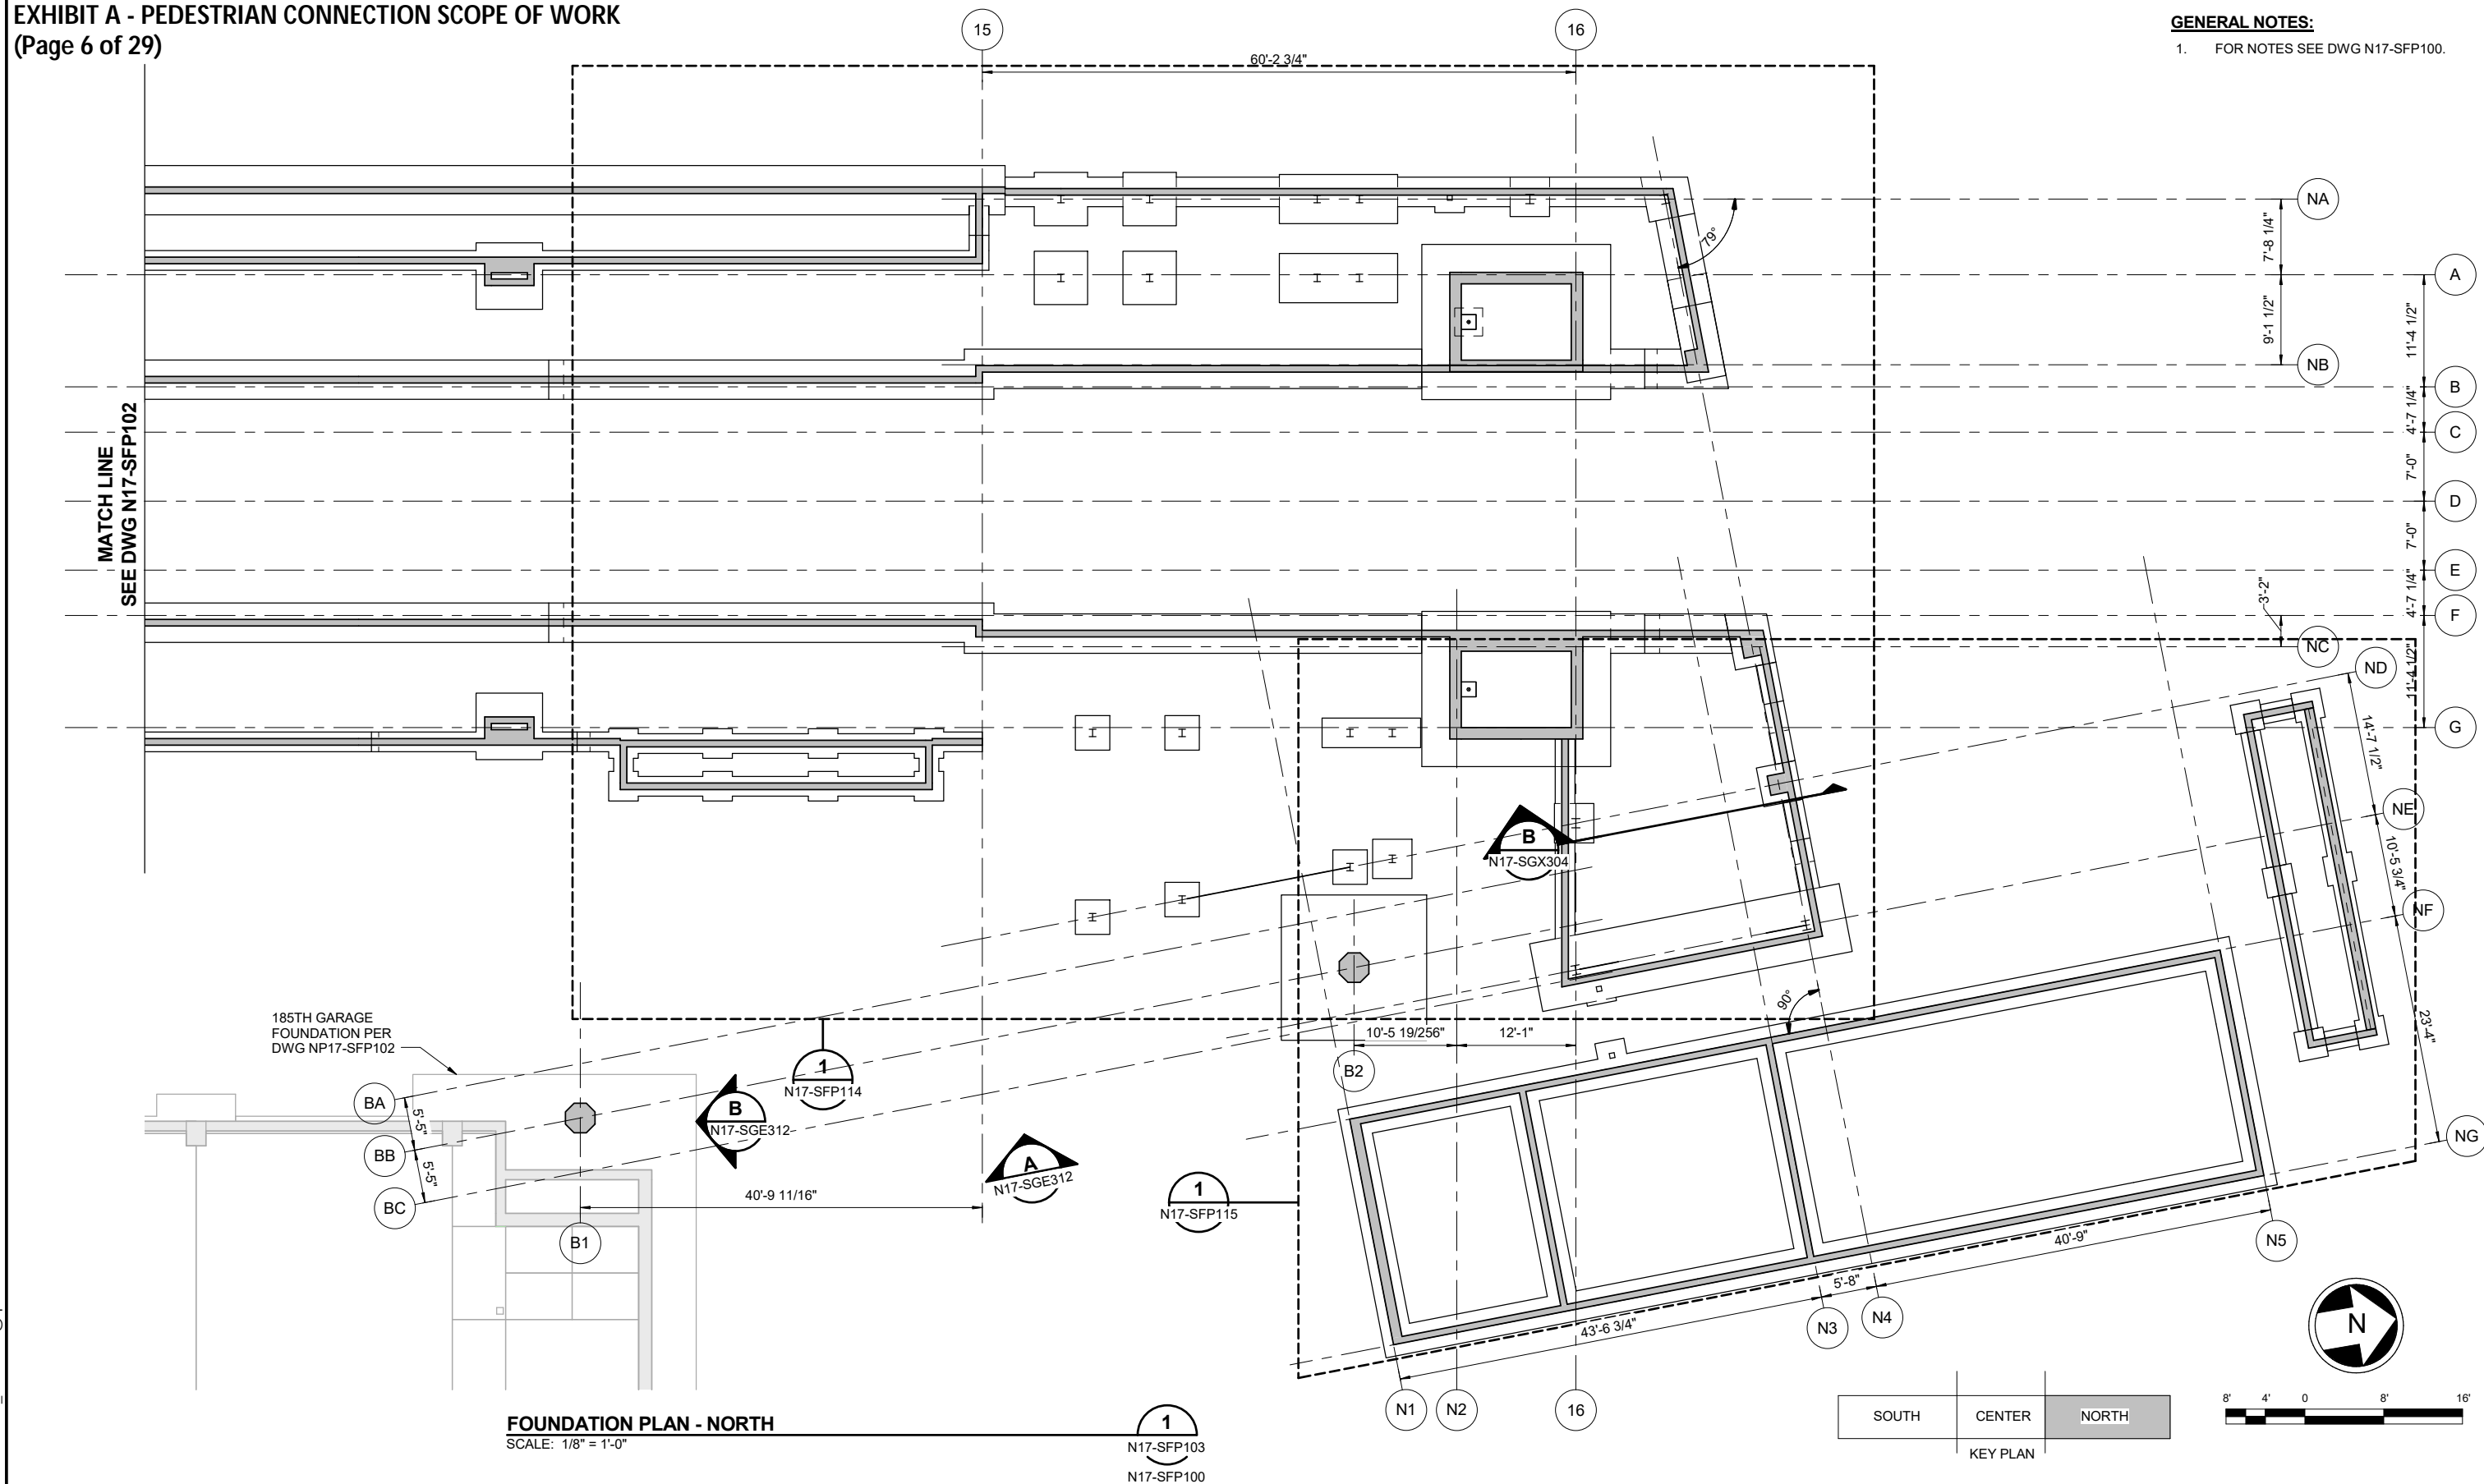 EXHIBIT A - PEDESTRIAN CONNECTION SCOPE OF WORK
(Page 6 of 29)
GENERAL NOTES:
1. FOR NOTES SEE DWG N17-SFP100.
15
16
60'-2 3/4"
NA
7'-8 1/4"
79°
A
9'-1 1/2"
11'-4 1/2"
NB
B
4'-7 1/4"
C
7'-0"
D
7'-0"
E
4'-7 1/4"
3'-2"
F
NC
11'-4 1/2"
ND
G
MATCH LINE
SEE DWG N17-SFP102
14'-7 1/2"
NE
10'-5 3/4"
NF
23'-4"
NG
B
N17-SGX304
90°
185TH GARAGE
FOUNDATION PER
DWG NP17-SFP102
10'-5 19/256"
12'-1"
B2
1
N17-SFP114
BA
5'-5"
BB
5'-5"
BC
B
N17-SGE312
A
N17-SGE312
40'-9 11/16"
B1
1
N17-SFP115
N5
40'-9"
5'-8"
N4
N3
43'-6 3/4"
N1
N2
16
N
FOUNDATION PLAN - NORTH
SCALE: 1/8" = 1'-0"
1
N17-SFP103
N17-SFP100
SOUTH
CENTER
NORTH
KEY PLAN
8'
4'
0
8'
16'